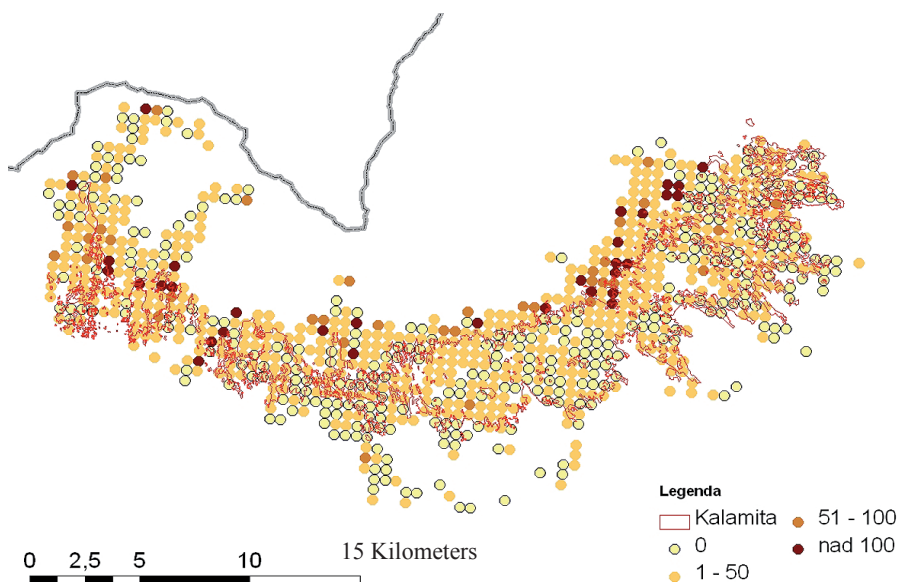 Legenda
Kalamita
51 - 100
0
nad 100
1 - 50
0 2,5 5 10 15 Kilometers